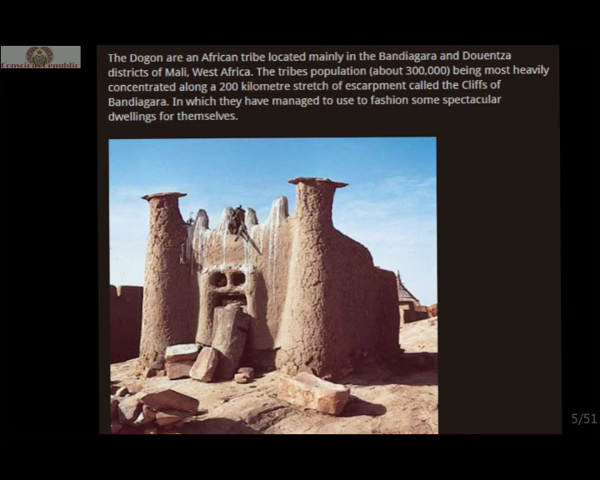 ConsciousRepublic
The Dogon are an African tribe located mainly in the Bandiagara and Douentza
districts of Mali, West Africa. The tribes population (about 300,000) being most heavily
concentrated along a 200 kilometre stretch of escarpment called the Cliffs of
Bandiagara. In which they have managed to use to fashion some spectacular
dwellings for themselves.
5/51